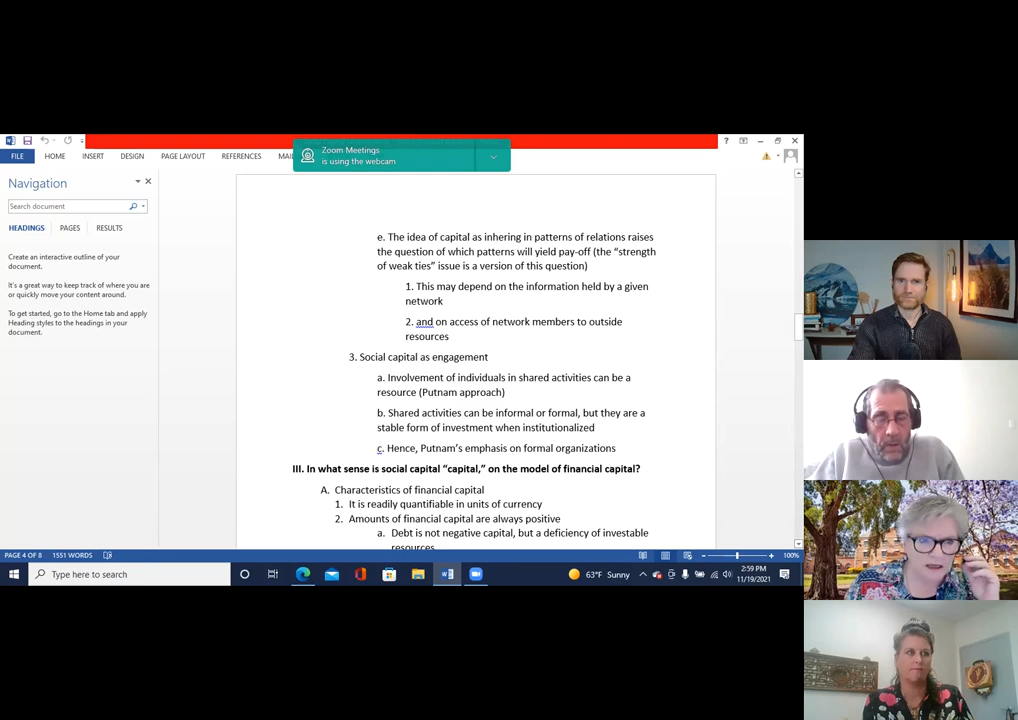 Zoom Meetings
is using the webcam
FILE HOME INSERT DESIGN PAGE LAYOUT REFERENCES MAIL
Navigation
Search document
HEADINGS PAGES RESULTS
Create an interactive outline of your
document.
It's a great way to keep track of where you are
or quickly move your content around.
To get started, go to the Home tab and apply
Heading styles to the headings in your
document.
e. The idea of capital as inhering in patterns of relations raises
the question of which patterns will yield pay-off (the “strength
of weak ties” issue is a version of this question)
1. This may depend on the information held by a given
network
2. and on access of network members to outside
resources
3. Social capital as engagement
a. Involvement of individuals in shared activities can be a
resource (Putnam approach)
b. Shared activities can be informal or formal, but they are a
stable form of investment when institutionalized
c. Hence, Putnam’s emphasis on formal organizations
III. In what sense is social capital “capital,” on the model of financial capital?
A. Characteristics of financial capital
1. It is readily quantifiable in units of currency
2. Amounts of financial capital are always positive
a. Debt is not negative capital, but a deficiency of investable
resources
PAGE 4 OF 8 1551 WORDS 100%
Type here to search
63°F Sunny
2:59 PM
11/19/2021